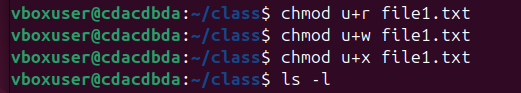 vboxuser@cdacdbda:~/class$ chmod u+r file1.txt
vboxuser@cdacdbda:~/class$ chmod u+w file1.txt
vboxuser@cdacdbda:~/class$ chmod u+x file1.txt
vboxuser@cdacdbda:~/class$ ls -l